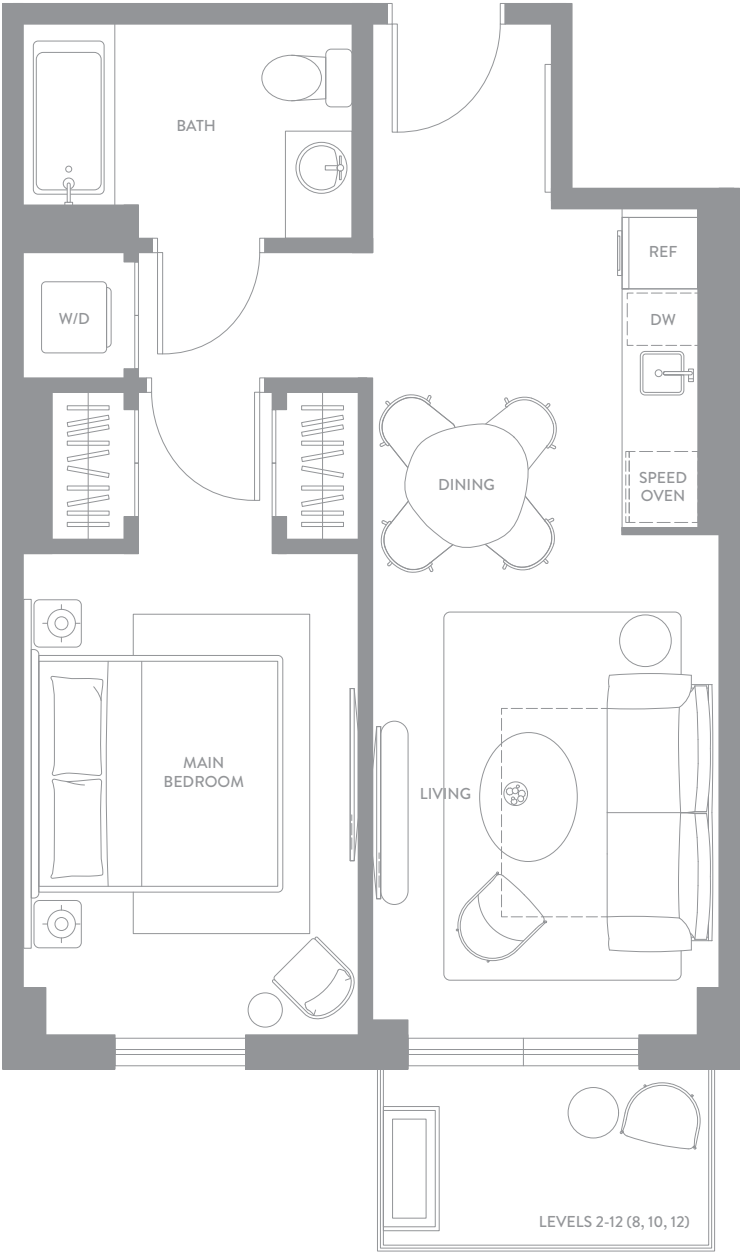 BATH
REF
W/D
DW
DINING
SPEED
OVEN
MAIN
BEDROOM
LIVING
LEVELS 2-12 (8, 10, 12)